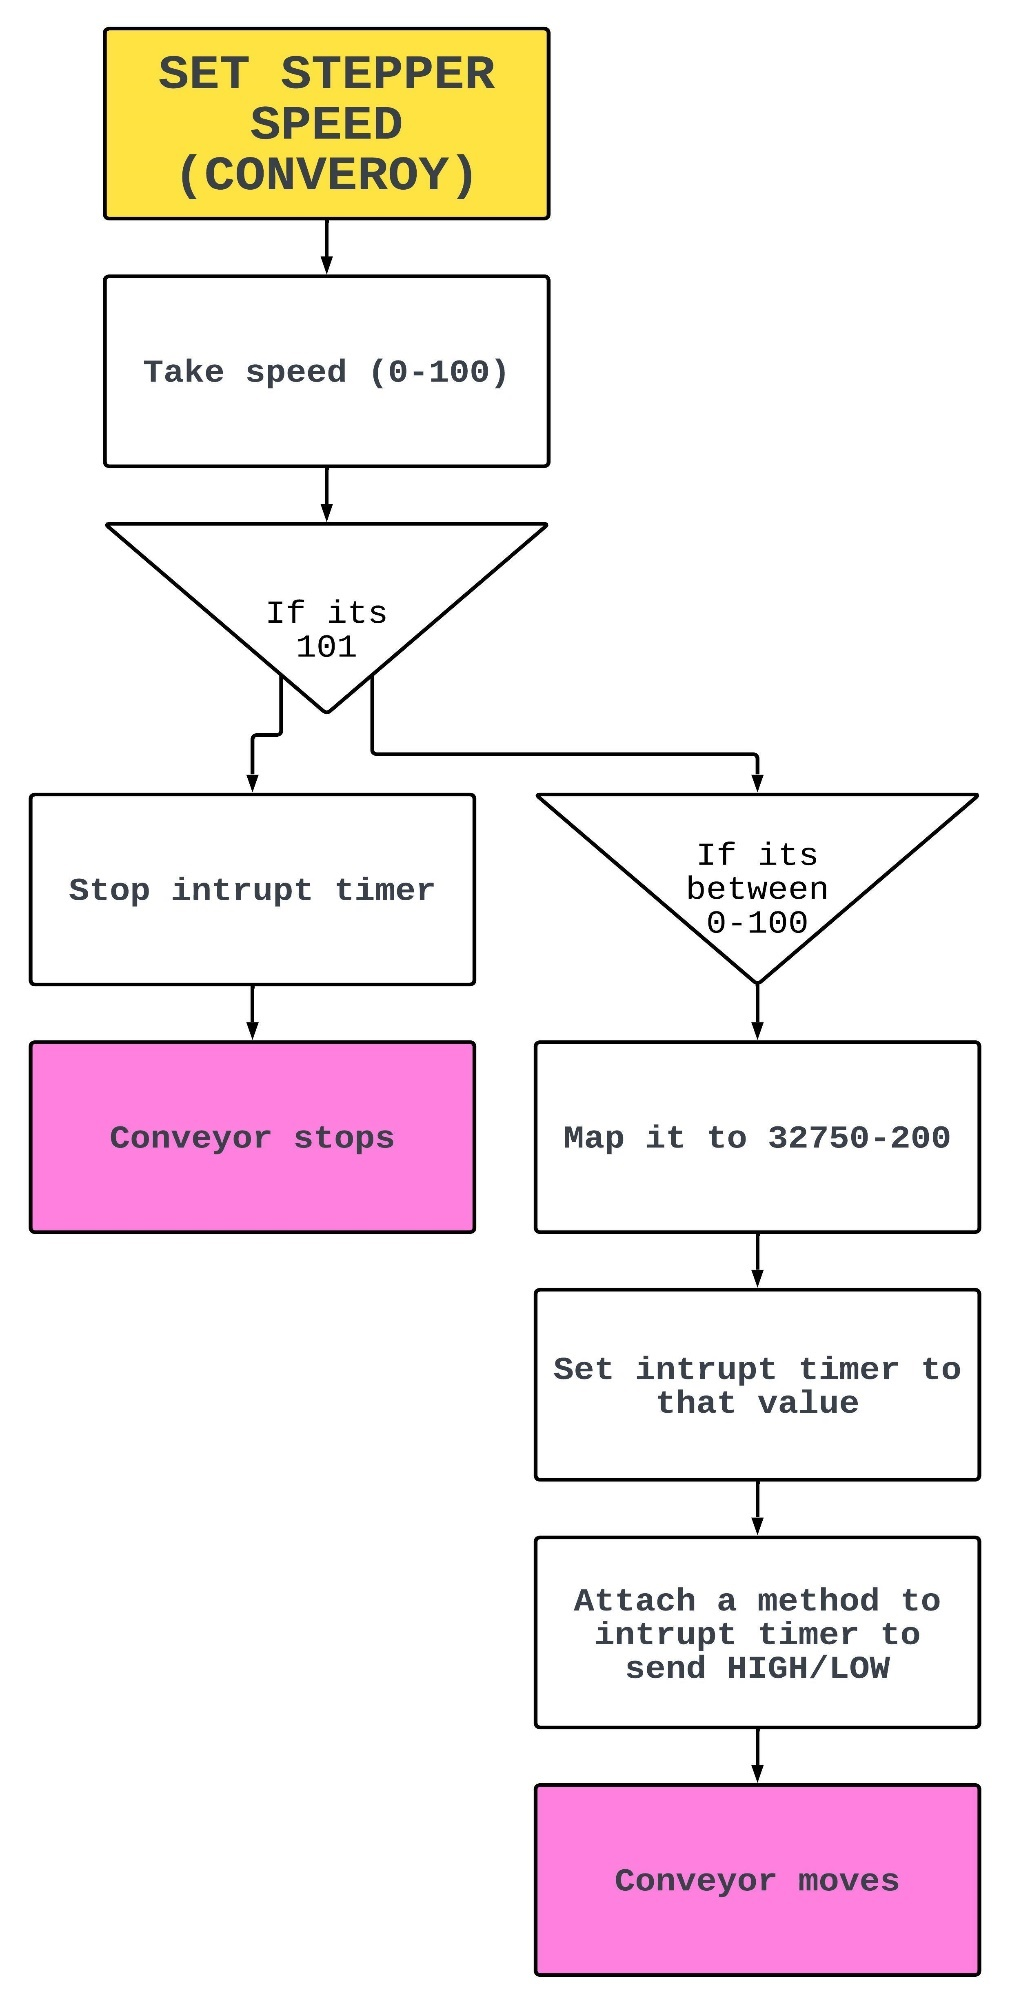 SET STEPPER
SPEED
(CONVEROY)
Take speed (0-100)
If its
101
Stop intrupt timer
Conveyor stops
If its
between
0-100
Map it to 32750-200
Set intrupt timer to
that value
Attach a method to
intrupt timer to
send HIGH/LOW
Conveyor moves